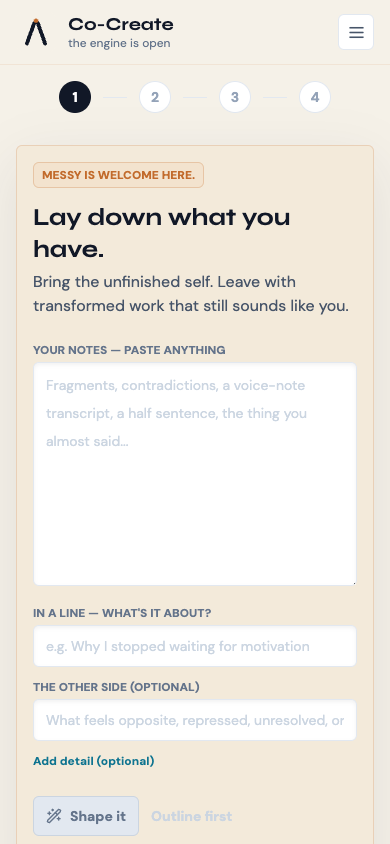 Co-Create
the engine is open
1 2 3 4
MESSY IS WELCOME HERE.
Lay down what you
have.
Bring the unfinished self. Leave with
transformed work that still sounds like you.
YOUR NOTES — PASTE ANYTHING
Fragments, contradictions, a voice-note
transcript, a half sentence, the thing you
almost said…
IN A LINE — WHAT'S IT ABOUT?
e.g. Why I stopped waiting for motivation
THE OTHER SIDE (OPTIONAL)
What feels opposite, repressed, unresolved, or
Add detail (optional)
Shape it
Outline first